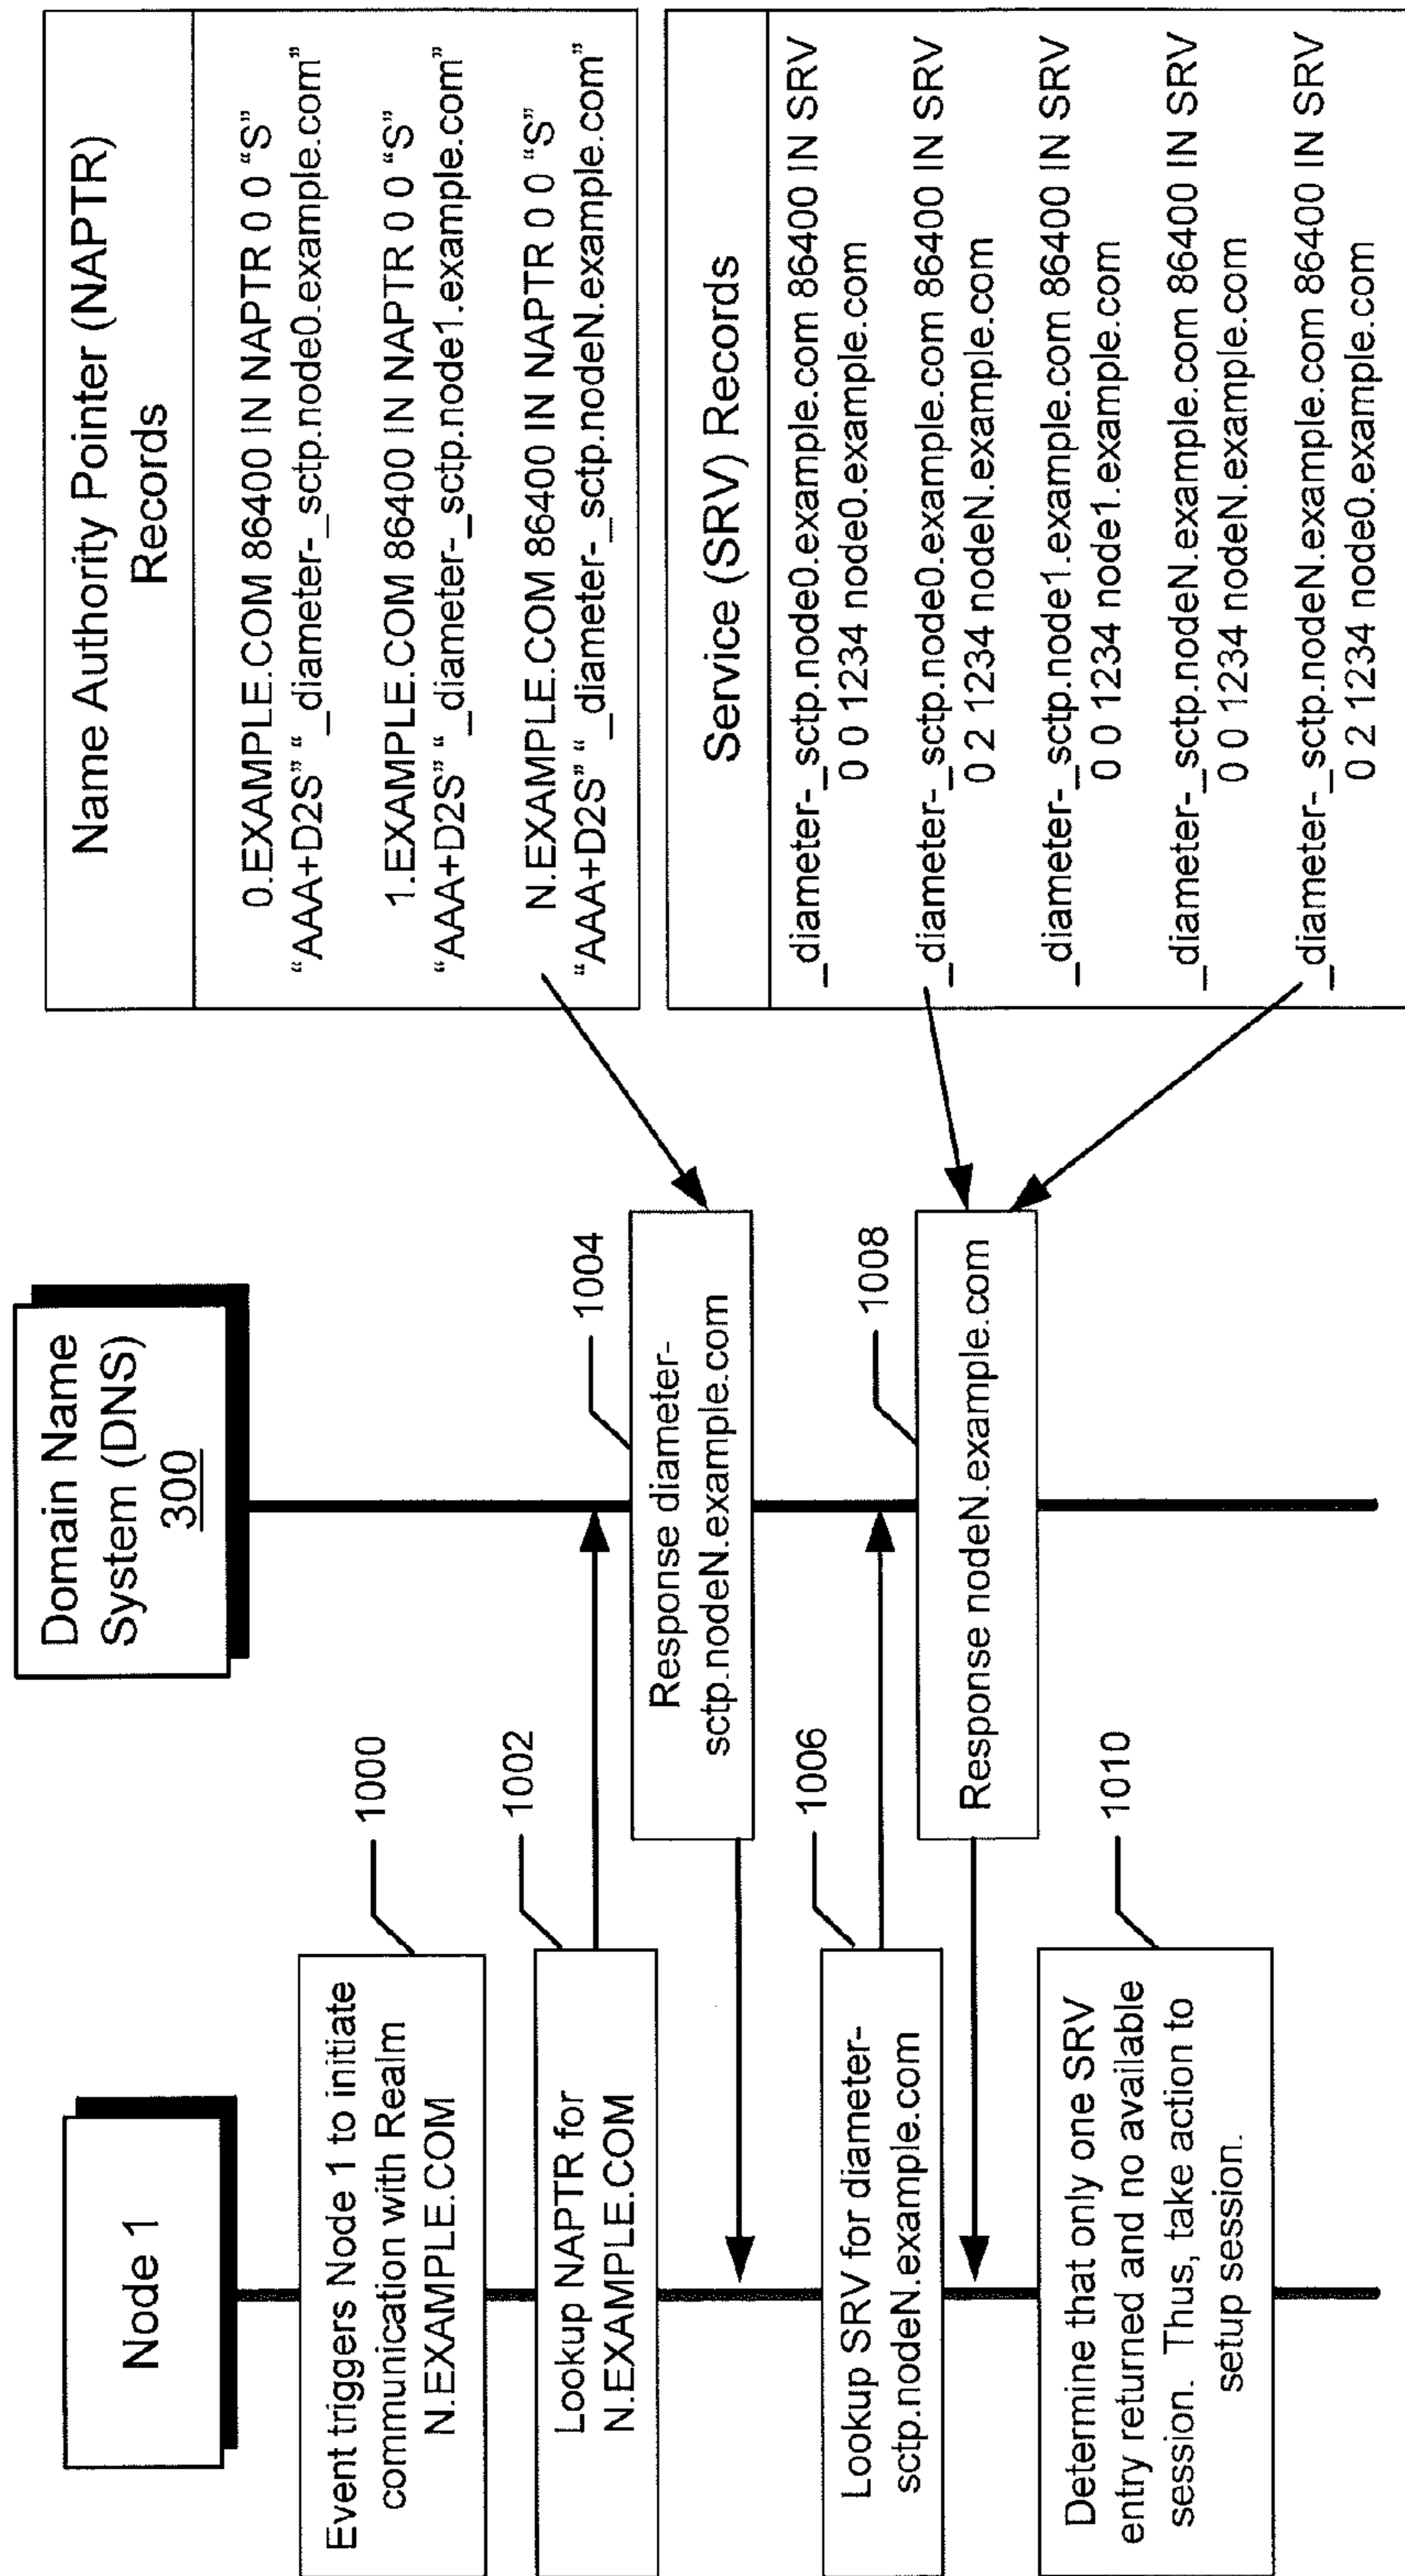 Node 1
Domain Name
System (DNS)
300
Event triggers Node 1 to initiate
communication with Realm
N.EXAMPLE.COM
1000
Lookup NAPTR for
N.EXAMPLE.COM
1002
Response diameter-
sctp.nodeN.example.com
1004
Lookup SRV for diameter-
sctp.nodeN.example.com
1006
Response nodeN.example.com
1008
Determine that only one SRV
entry returned and no available
session. Thus, take action to
setup session.
1010
Name Authority Pointer (NAPTR)
Records
0.EXAMPLE.COM 86400 IN NAPTR 0 0 “S”
“AAA+D2S” “_diameter-_sctp.node0.example.com”
1.EXAMPLE.COM 86400 IN NAPTR 0 0 “S”
“AAA+D2S” “_diameter-_sctp.node1.example.com”
N.EXAMPLE.COM 86400 IN NAPTR 0 0 “S”
“AAA+D2S” “_diameter-_sctp.nodeN.example.com”
Service (SRV) Records
_diameter-_sctp.node0.example.com 86400 IN SRV
0 0 1234 node0.example.com
_diameter-_sctp.node0.example.com 86400 IN SRV
0 2 1234 nodeN.example.com
_diameter-_sctp.node1.example.com 86400 IN SRV
0 0 1234 node1.example.com
_diameter-_sctp.nodeN.example.com 86400 IN SRV
0 0 1234 nodeN.example.com
_diameter-_sctp.nodeN.example.com 86400 IN SRV
0 2 1234 node0.example.com